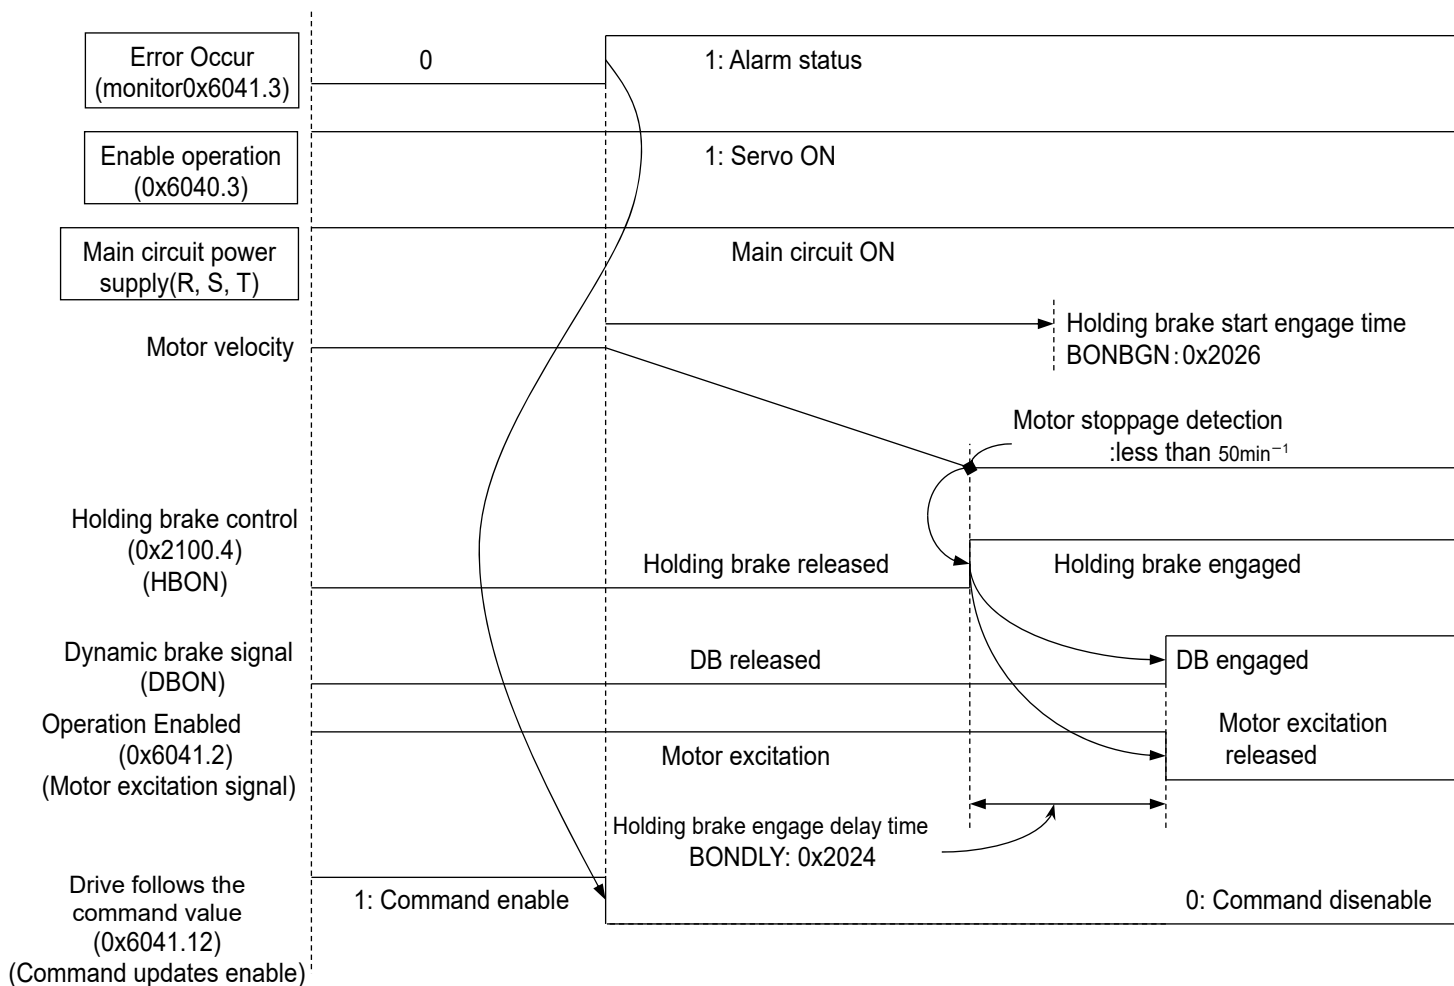 Error Occur
(monitor0x6041.3)
0
1: Alarm status
Enable operation
(0x6040.3)
1: Servo ON
Main circuit power
supply(R, S, T)
Main circuit ON
Holding brake start engage time
BONBGN:0x2026
Motor velocity
Motor stoppage detection
:less than 50min⁻¹
Holding brake control
(0x2100.4)
(HBON)
Holding brake released
Holding brake engaged
Dynamic brake signal
(DBON)
DB released
DB engaged
Operation Enabled
(0x6041.2)
(Motor excitation signal)
Motor excitation
Motor excitation
released
Holding brake engage delay time
BONDLY: 0x2024
Drive follows the
command value
(0x6041.12)
(Command updates enable)
1: Command enable
0: Command disenable